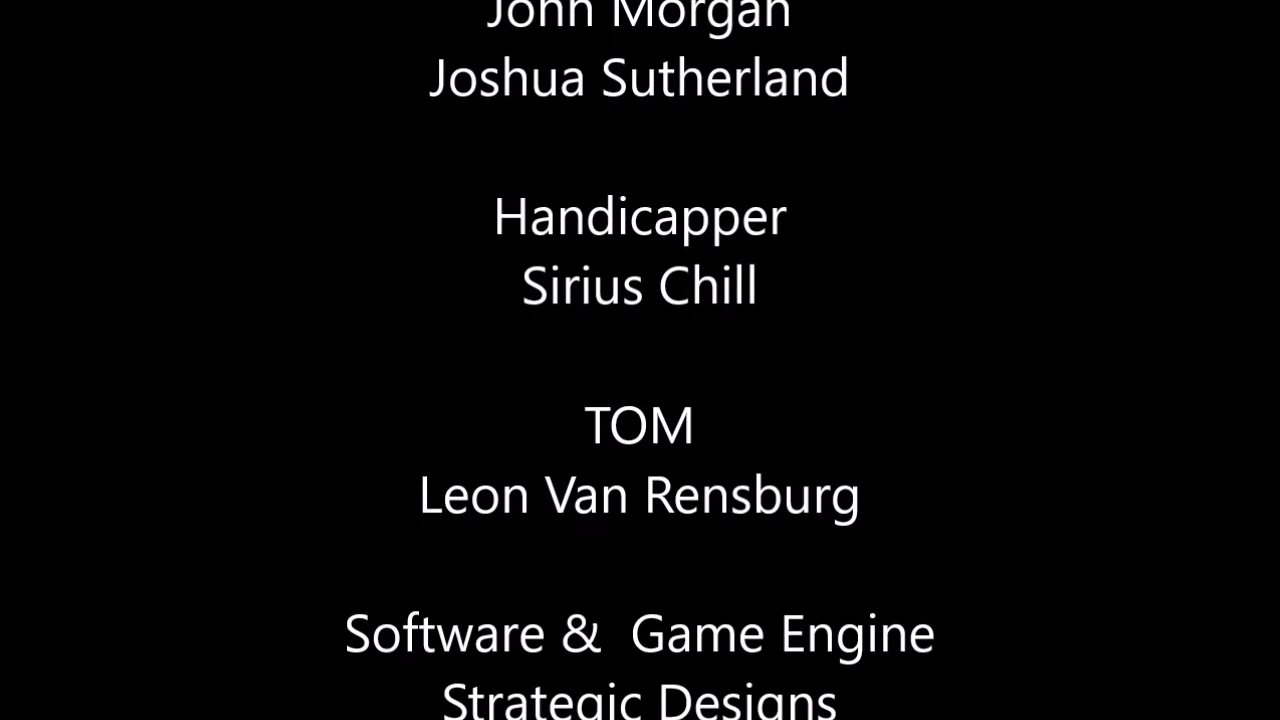 John Morgan
Joshua Sutherland
Handicapper
Sirius Chill
TOM
Leon Van Rensburg
Software & Game Engine
Strategic Designs